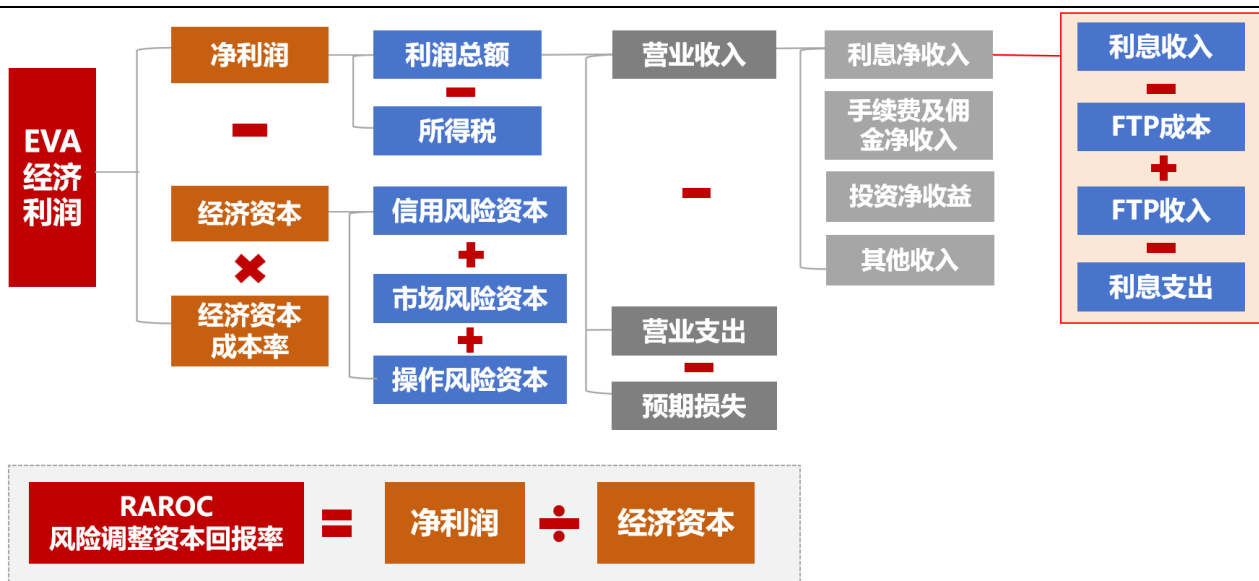 EVA
经济
利润
净利润
−
经济资本
×
经济资本
成本率
利润总额
−
所得税
信用风险资本
+
市场风险资本
+
操作风险资本
营业收入
−
营业支出
−
预期损失
利息净收入
手续费及佣
金净收入
投资净收益
其他收入
利息收入
−
FTP成本
+
FTP收入
−
利息支出
RAROC
风险调整资本回报率
=
净利润
÷
经济资本